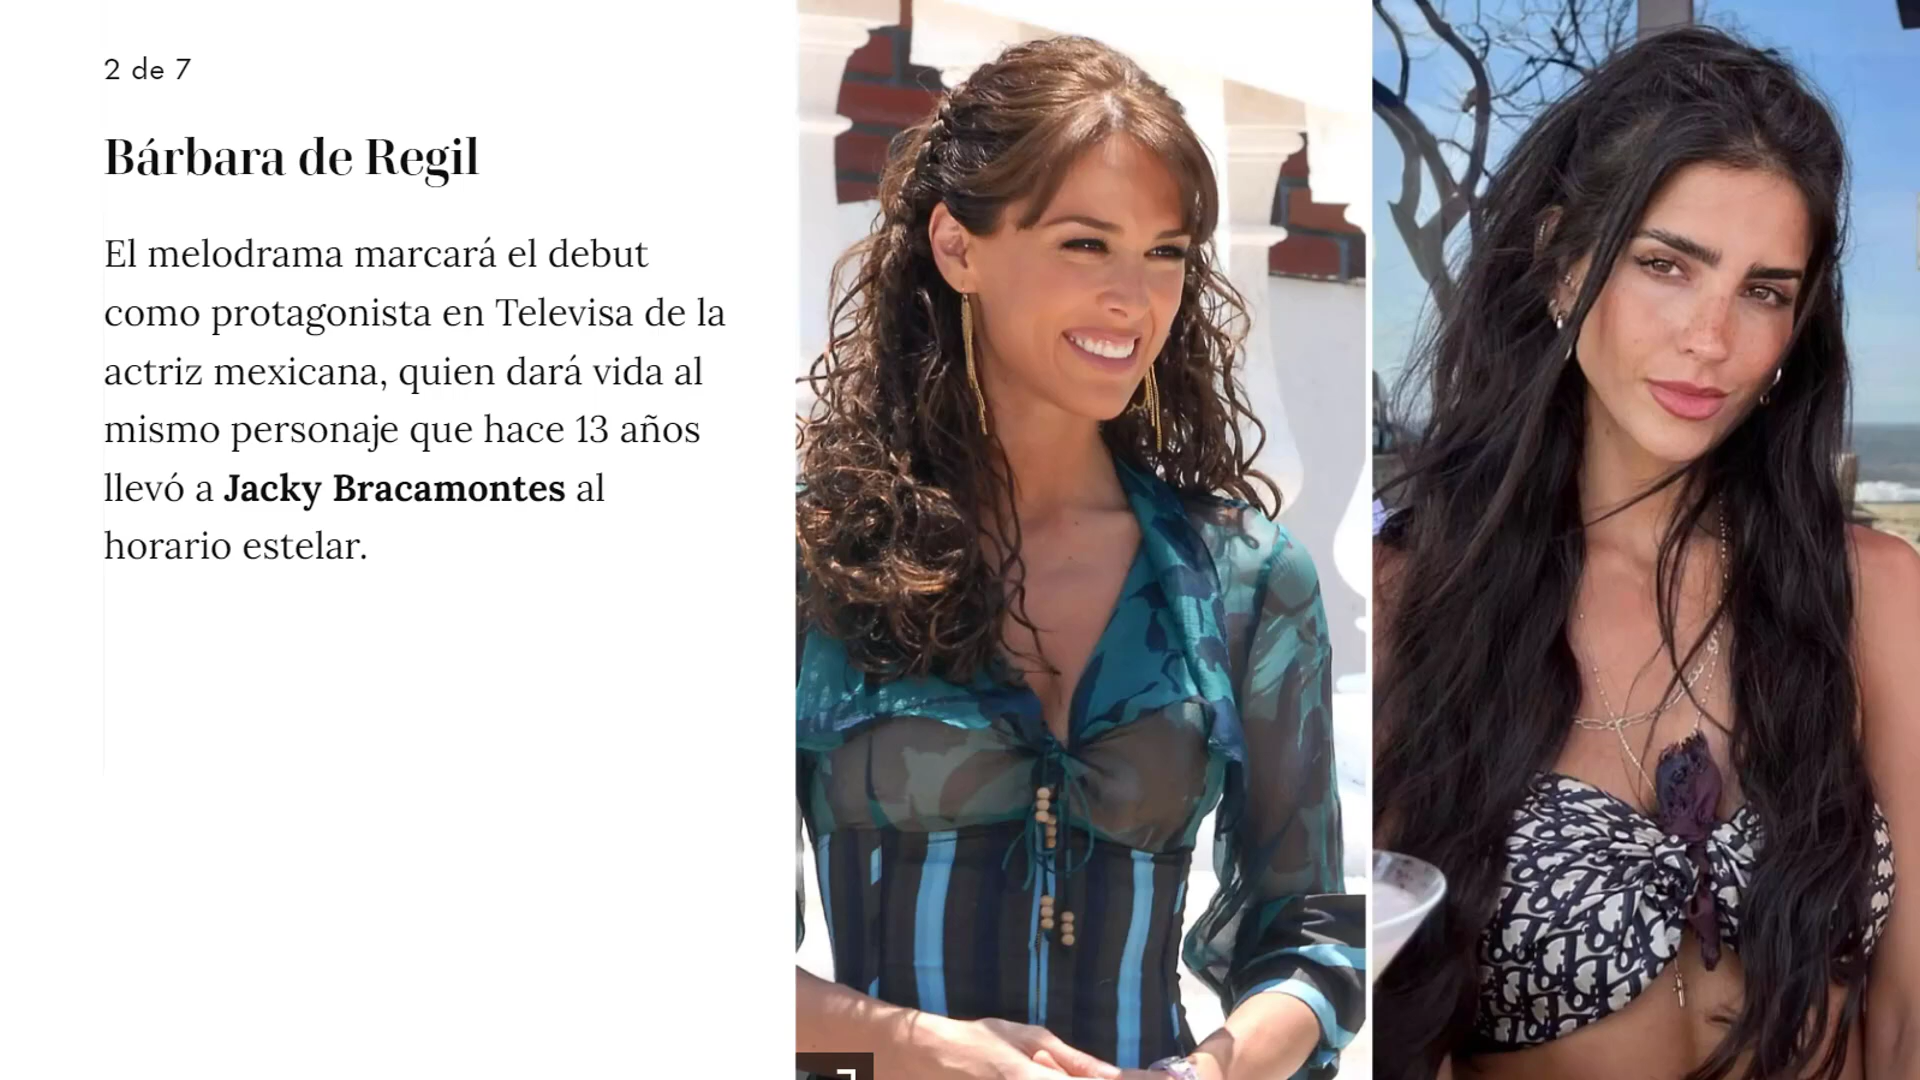 2 de 7
Bárbara de Regil
El melodrama marcará el debut
como protagonista en Televisa de la
actriz mexicana, quien dará vida al
mismo personaje que hace 13 años
llevó a Jacky Bracamontes al
horario estelar.